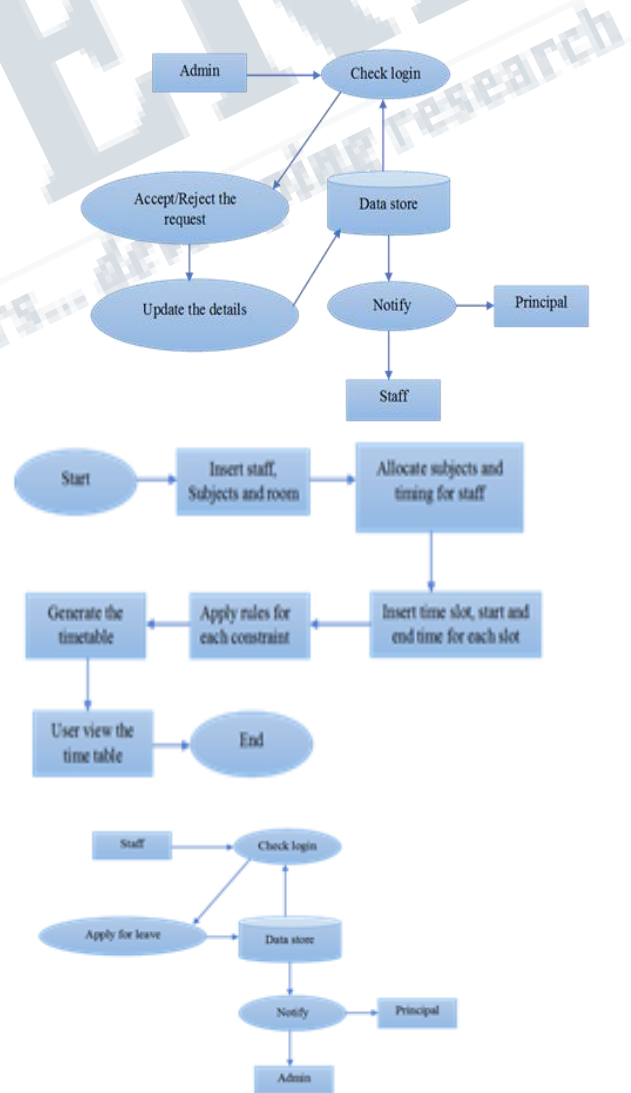 Admin
Check login
Accept/Reject the
request
Data store
Update the details
Notify
Principal
Staff
Start
Insert staff,
Subjects and room
Allocate subjects and
timing for staff
Generate the
timetable
Apply rules for
each constraint
Insert time slot, start and
end time for each slot
User view the
time table
End
Staff
Check login
Apply for leave
Data store
Notify
Principal
Admin